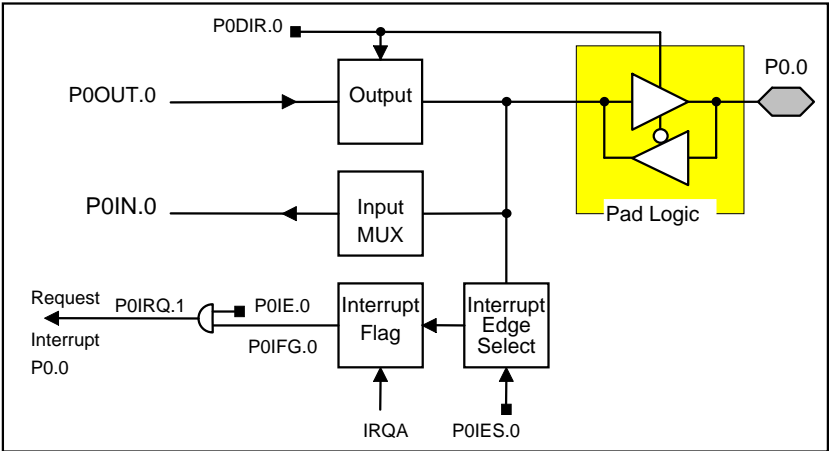 P0DIR.0
P0OUT.0
Output
P0.0
P0IN.0
Input
MUX
Pad Logic
Request
Interrupt
P0.0
P0IRQ.1
P0IE.0
P0IFG.0
Interrupt
Flag
Interrupt
Edge
Select
IRQA
P0IES.0